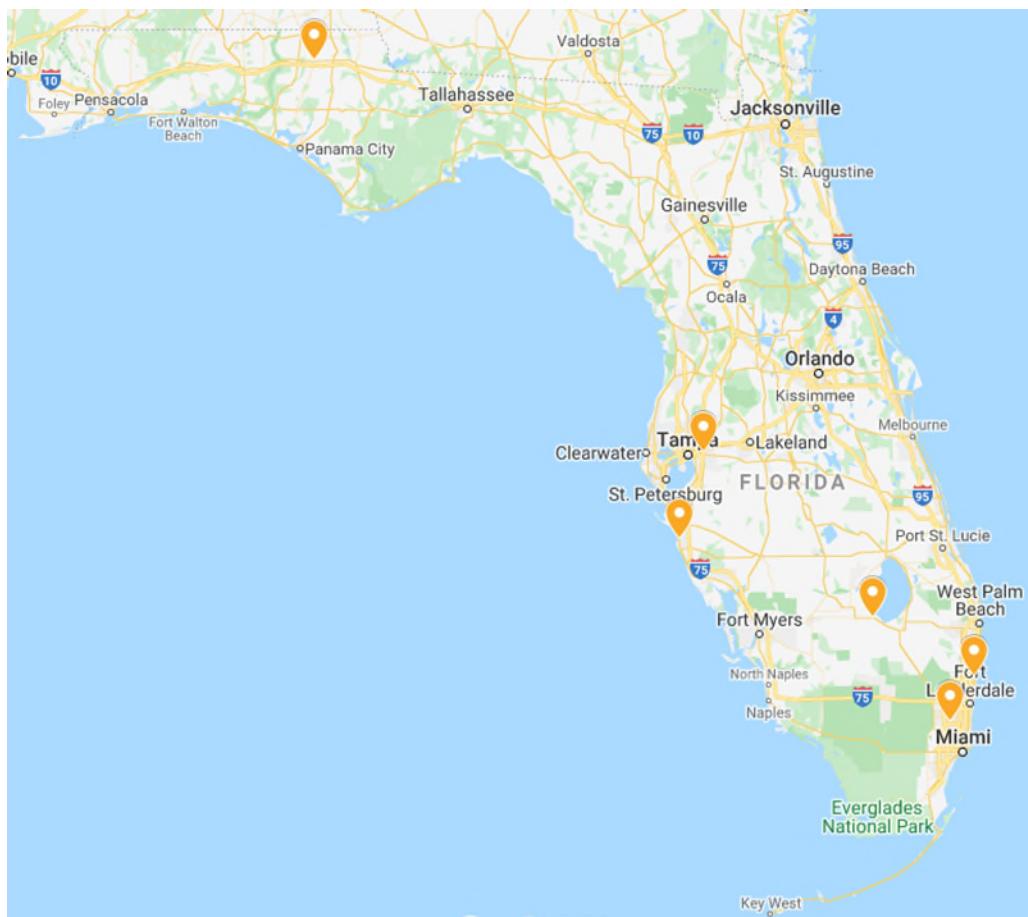 Valdosta
obile
10
Foley
Pensacola
Fort Walton
Beach
Tallahassee
Panama City
Jacksonville
75
10
St. Augustine
Gainesville
95
75
Daytona Beach
Ocala
4
Orlando
Kissimmee
Melbourne
Tampa
Lakeland
Clearwater
FLORIDA
St. Petersburg
95
Port St. Lucie
75
West Palm
Beach
Fort Myers
North Naples
Fort
Lauderdale
75
Naples
Miami
Everglades
National Park
Key West